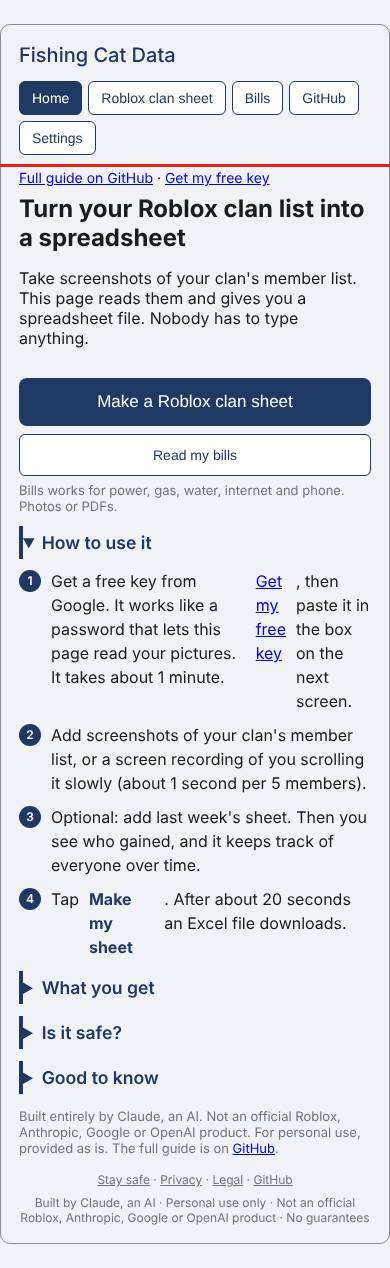 Fishing Cat Data
Home Roblox clan sheet Bills GitHub
Settings
Full guide on GitHub · Get my free key
Turn your Roblox clan list into
a spreadsheet
Take screenshots of your clan's member list.
This page reads them and gives you a
spreadsheet file. Nobody has to type
anything.
Make a Roblox clan sheet
Read my bills
Bills works for power, gas, water, internet and phone.
Photos or PDFs.
How to use it
1
Get a free key from
Google. It works like a
password that lets this
page read your pictures.
It takes about 1 minute.
Get
my
free
key
, then
paste it in
the box
on the
next
screen.
2 Add screenshots of your clan's member
list, or a screen recording of you scrolling
it slowly (about 1 second per 5 members).
3 Optional: add last week's sheet. Then you
see who gained, and it keeps track of
everyone over time.
4 Tap
Make
my
sheet
. After about 20 seconds
an Excel file downloads.
What you get
Is it safe?
Good to know
Built entirely by Claude, an AI. Not an official Roblox,
Anthropic, Google or OpenAI product. For personal use,
provided as is. The full guide is on GitHub.
Stay safe · Privacy · Legal · GitHub
Built by Claude, an AI · Personal use only · Not an official
Roblox, Anthropic, Google or OpenAI product · No guarantees